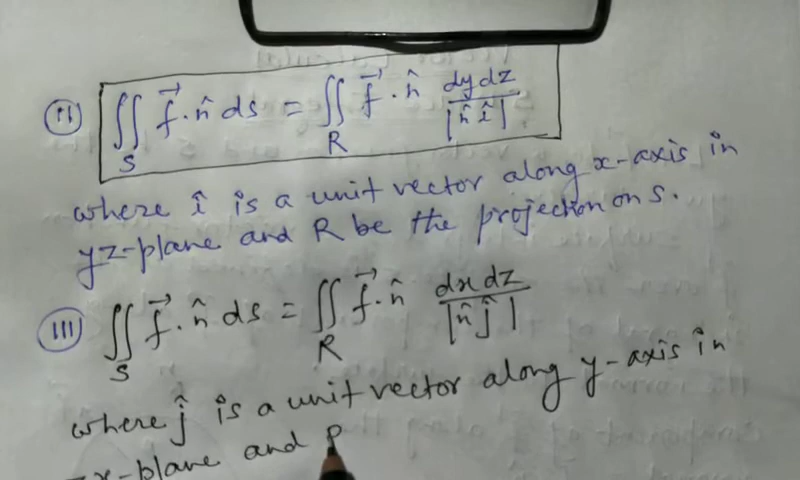 (II) ∬_S f⃗ · n̂ ds = ∬_R f⃗ · n̂ dydz / |n̂ î|
where î is a unit vector along x-axis in
yz-plane and R be the projection on S.
(III) ∬_S f⃗ · n̂ ds = ∬_R f⃗ · n̂ dxdz / |n̂ ĵ|
where ĵ is a unit vector along y-axis in
x-plane and